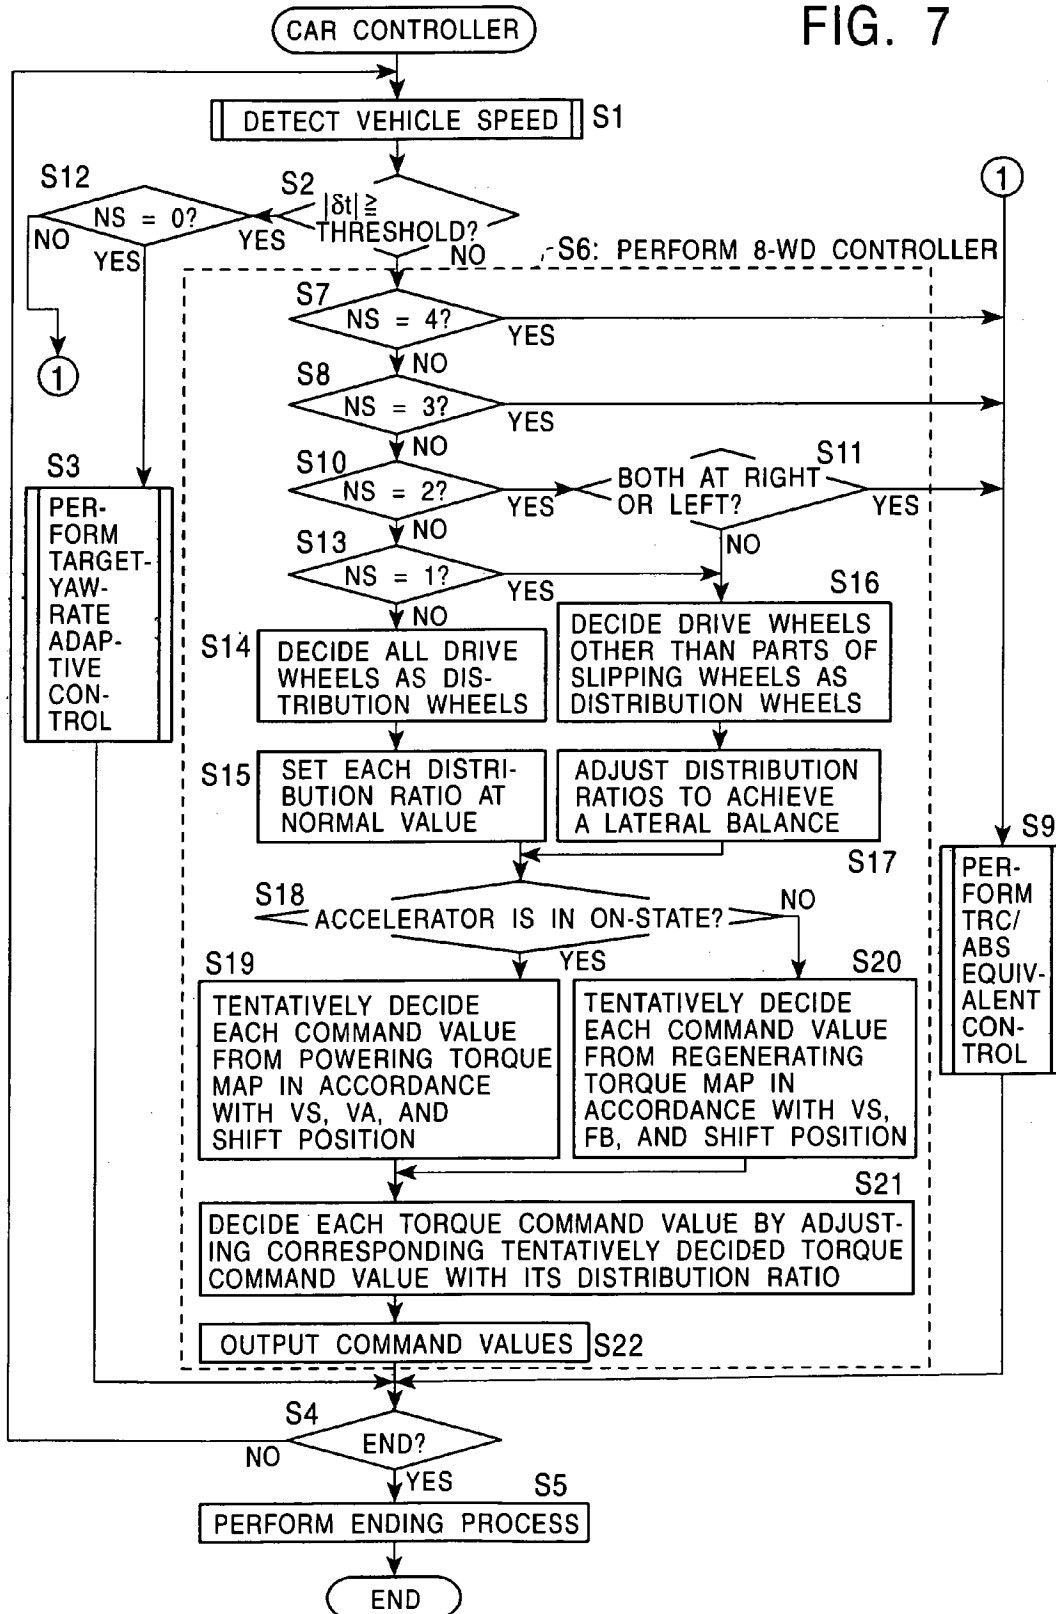 CAR CONTROLLER
FIG. 7
DETECT VEHICLE SPEED
S1
S12
S2
|δt| ≧
THRESHOLD?
NS = 0?
NO
YES
YES
NO
1
S6: PERFORM 8-WD CONTROLLER
S7
NS = 4?
YES
NO
1
S8
NS = 3?
YES
NO
S3
PER-
FORM
TARGET-
YAW-
RATE
ADAP-
TIVE
CON-
TROL
S10
NS = 2?
YES
NO
S11
BOTH AT RIGHT
OR LEFT?
YES
NO
S13
NS = 1?
YES
NO
S14
DECIDE ALL DRIVE
WHEELS AS DIS-
TRIBUTION WHEELS
S16
DECIDE DRIVE WHEELS
OTHER THAN PARTS OF
SLIPPING WHEELS AS
DISTRIBUTION WHEELS
S15
SET EACH DISTRI-
BUTION RATIO AT
NORMAL VALUE
ADJUST DISTRIBUTION
RATIOS TO ACHIEVE
A LATERAL BALANCE
S17
S9
PER-
FORM
TRC/
ABS
EQUIV-
ALENT
CON-
TROL
S18
ACCELERATOR IS IN ON-STATE?
NO
YES
S19
TENTATIVELY DECIDE
EACH COMMAND VALUE
FROM POWERING TORQUE
MAP IN ACCORDANCE
WITH VS, VA, AND
SHIFT POSITION
S20
TENTATIVELY DECIDE
EACH COMMAND VALUE
FROM REGENERATING
TORQUE MAP IN
ACCORDANCE WITH VS,
FB, AND SHIFT POSITION
S21
DECIDE EACH TORQUE COMMAND VALUE BY ADJUST-
ING CORRESPONDING TENTATIVELY DECIDED TORQUE
COMMAND VALUE WITH ITS DISTRIBUTION RATIO
OUTPUT COMMAND VALUES
S22
S4
END?
NO
YES
S5
PERFORM ENDING PROCESS
END